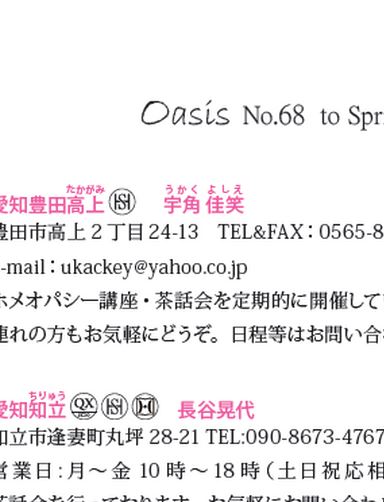 Oasis No.68 to Spri
たかがみ うかく よしえ
愛知豊田高上 HS 宇角 佳笑
豊田市高上2丁目24-13 TEL&FAX：0565-8
-mail：ukackey@yahoo.co.jp
ホメオパシー講座・茶話会を定期的に開催して
連れの方もお気軽にどうぞ。日程等はお問い合
ちりゅう
愛知知立 QX HS H 長谷晃代
知立市逢妻町丸坪 28-21 TEL:090-8673-4767
営業日:月～金 10時～18時(土日祝応相